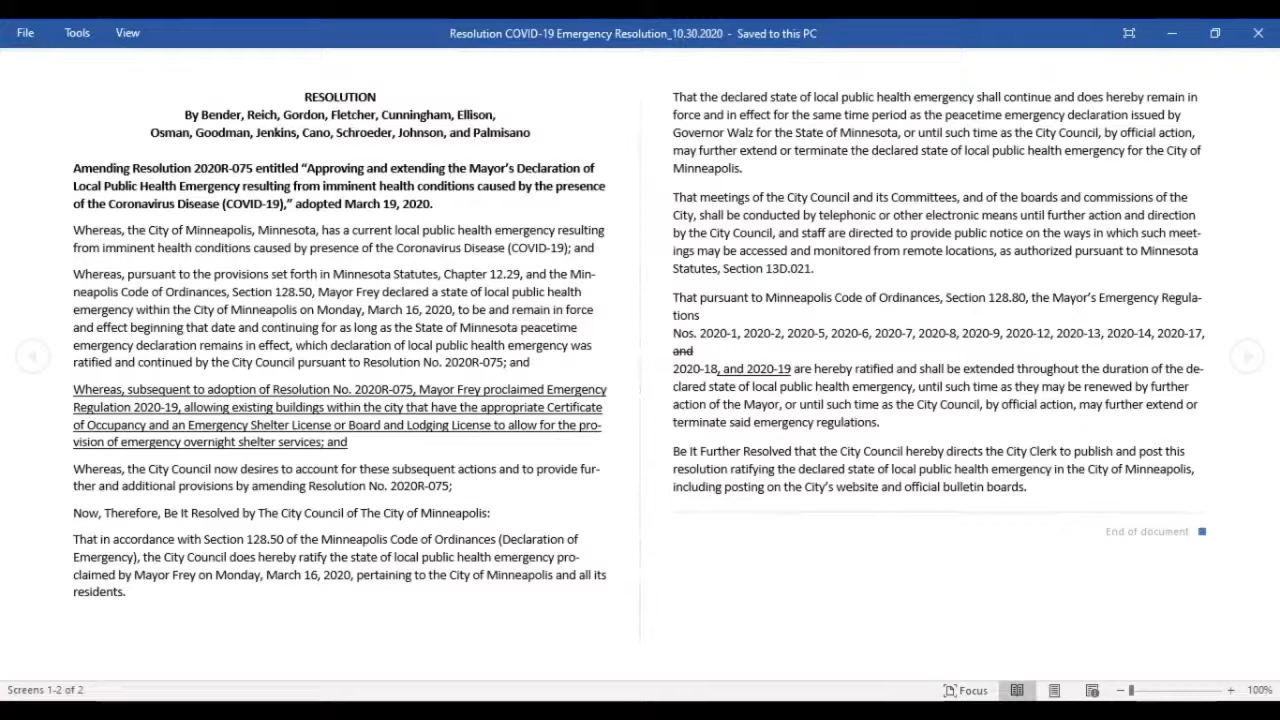 File Tools View Resolution COVID-19 Emergency Resolution_10.30.2020 - Saved to this PC
RESOLUTION
By Bender, Reich, Gordon, Fletcher, Cunningham, Ellison,
Osman, Goodman, Jenkins, Cano, Schroeder, Johnson, and Palmisano
Amending Resolution 2020R-075 entitled “Approving and extending the Mayor’s Declaration of
Local Public Health Emergency resulting from imminent health conditions caused by the presence
of the Coronavirus Disease (COVID-19),” adopted March 19, 2020.
Whereas, the City of Minneapolis, Minnesota, has a current local public health emergency resulting
from imminent health conditions caused by presence of the Coronavirus Disease (COVID-19); and
Whereas, pursuant to the provisions set forth in Minnesota Statutes, Chapter 12.29, and the Min-
neapolis Code of Ordinances, Section 128.50, Mayor Frey declared a state of local public health
emergency within the City of Minneapolis on Monday, March 16, 2020, to be and remain in force
and effect beginning that date and continuing for as long as the State of Minnesota peacetime
emergency declaration remains in effect, which declaration of local public health emergency was
ratified and continued by the City Council pursuant to Resolution No. 2020R-075; and
Whereas, subsequent to adoption of Resolution No. 2020R-075, Mayor Frey proclaimed Emergency
Regulation 2020-19, allowing existing buildings within the city that have the appropriate Certificate
of Occupancy and an Emergency Shelter License or Board and Lodging License to allow for the pro-
vision of emergency overnight shelter services; and
Whereas, the City Council now desires to account for these subsequent actions and to provide fur-
ther and additional provisions by amending Resolution No. 2020R-075;
Now, Therefore, Be It Resolved by The City Council of The City of Minneapolis:
That in accordance with Section 128.50 of the Minneapolis Code of Ordinances (Declaration of
Emergency), the City Council does hereby ratify the state of local public health emergency pro-
claimed by Mayor Frey on Monday, March 16, 2020, pertaining to the City of Minneapolis and all its
residents.
That the declared state of local public health emergency shall continue and does hereby remain in
force and in effect for the same time period as the peacetime emergency declaration issued by
Governor Walz for the State of Minnesota, or until such time as the City Council, by official action,
may further extend or terminate the declared state of local public health emergency for the City of
Minneapolis.
That meetings of the City Council and its Committees, and of the boards and commissions of the
City, shall be conducted by telephonic or other electronic means until further action and direction
by the City Council, and staff are directed to provide public notice on the ways in which such meet-
ings may be accessed and monitored from remote locations, as authorized pursuant to Minnesota
Statutes, Section 13D.021.
That pursuant to Minneapolis Code of Ordinances, Section 128.80, the Mayor’s Emergency Regula-
tions
Nos. 2020-1, 2020-2, 2020-5, 2020-6, 2020-7, 2020-8, 2020-9, 2020-12, 2020-13, 2020-14, 2020-17,
and
2020-18, and 2020-19 are hereby ratified and shall be extended throughout the duration of the de-
clared state of local public health emergency, until such time as they may be renewed by further
action of the Mayor, or until such time as the City Council, by official action, may further extend or
terminate said emergency regulations.
Be It Further Resolved that the City Council hereby directs the City Clerk to publish and post this
resolution ratifying the declared state of local public health emergency in the City of Minneapolis,
including posting on the City’s website and official bulletin boards.
End of document
Screens 1-2 of 2 Focus 100%